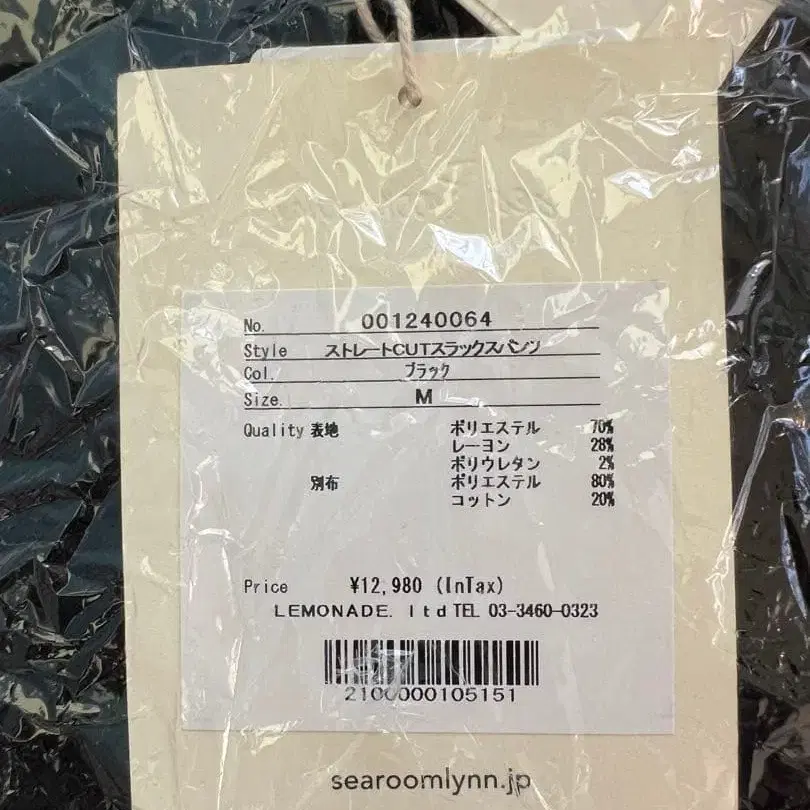 No. 001240064
Style ストレートCUTスラックスパンツ
Col. ブラック
Size. M
Quality 表地 ポリエステル 70%
レーヨン 28%
ポリウレタン 2%
別布 ポリエステル 80%
コットン 20%
Price ¥12,980 (InTax)
LEMONADE. ltd TEL 03-3460-0323
2100000105151
searoomlynn.jp